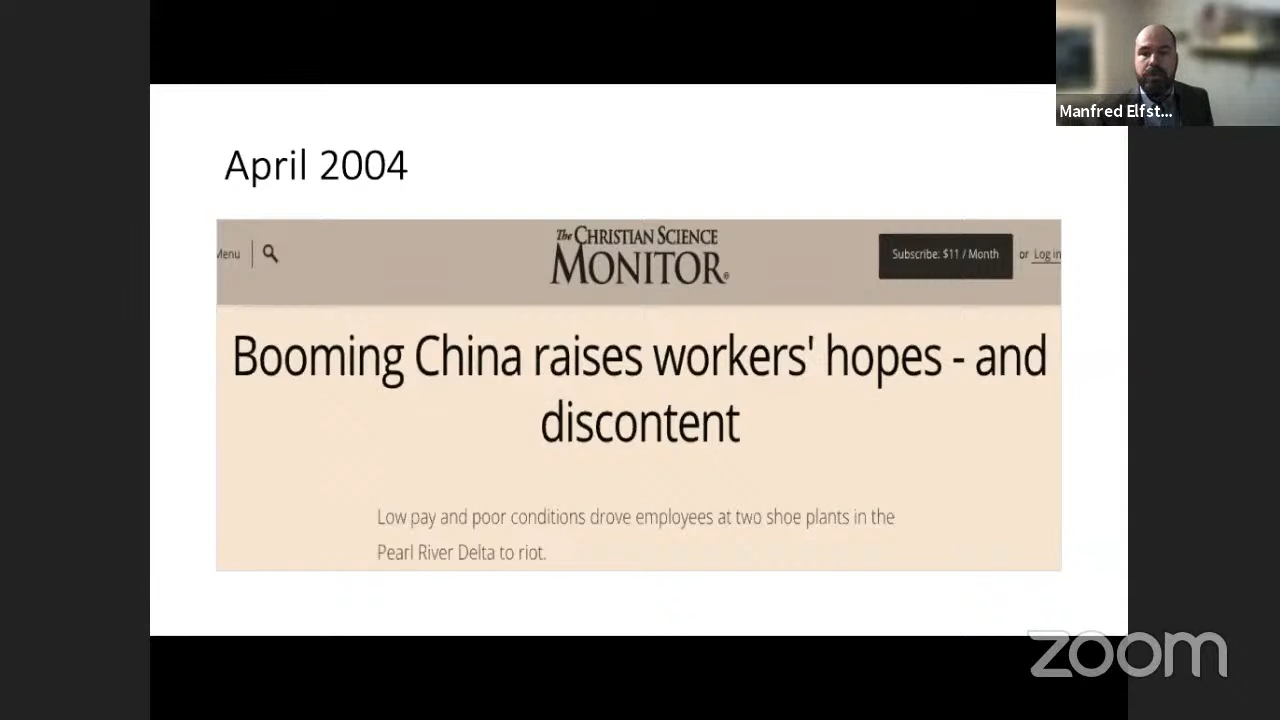 Manfred Elfst...
April 2004
Menu
The CHRISTIAN SCIENCE
MONITOR
Subscribe: $11 / Month
or Log in
Booming China raises workers' hopes - and
discontent
Low pay and poor conditions drove employees at two shoe plants in the
Pearl River Delta to riot.
zoom